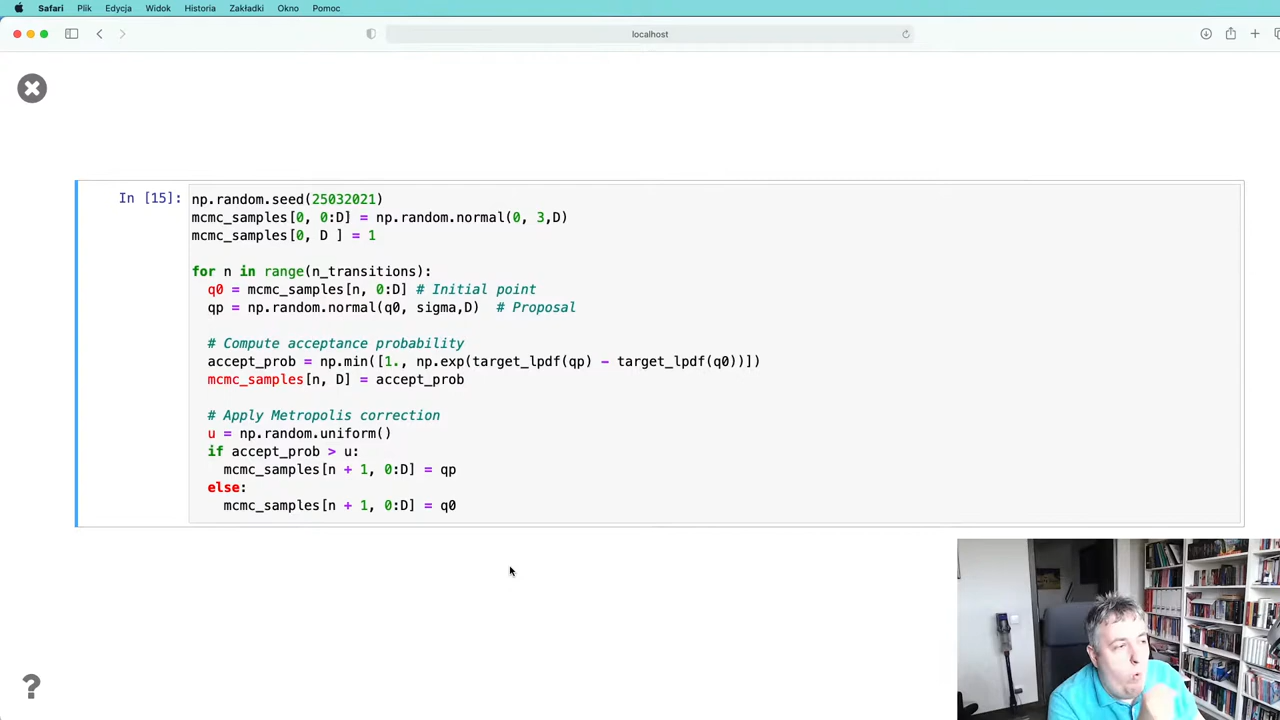 Safari Plik Edycja Widok Historia Zakładki Okno Pomoc
localhost
In [15]:
np.random.seed(25032021)
mcmc_samples[0, 0:D] = np.random.normal(0, 3,D)
mcmc_samples[0, D ] = 1
for n in range(n_transitions):
q0 = mcmc_samples[n, 0:D] # Initial point
qp = np.random.normal(q0, sigma,D)  # Proposal
# Compute acceptance probability
accept_prob = np.min([1., np.exp(target_lpdf(qp) - target_lpdf(q0))])
mcmc_samples[n, D] = accept_prob
# Apply Metropolis correction
u = np.random.uniform()
if accept_prob > u:
mcmc_samples[n + 1, 0:D] = qp
else:
mcmc_samples[n + 1, 0:D] = q0
?